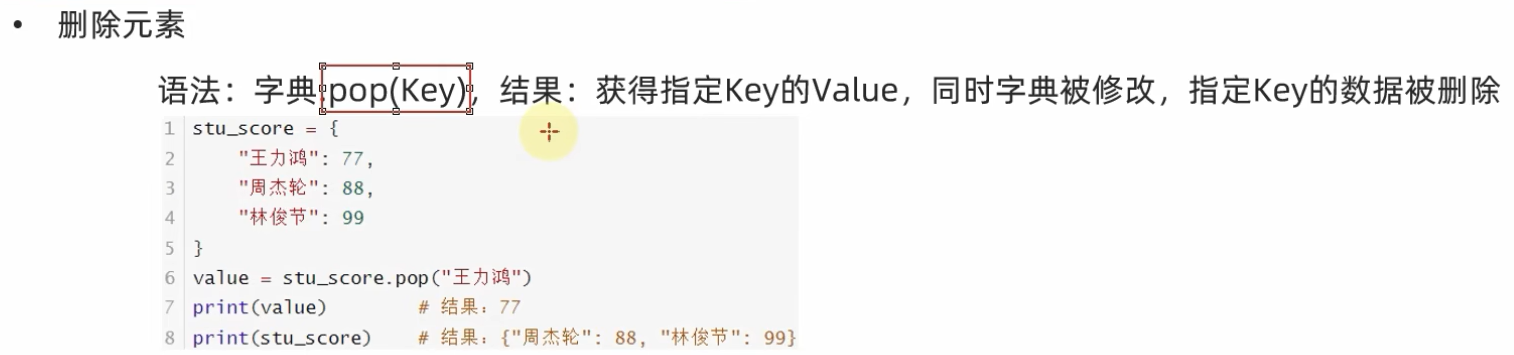 • 删除元素
语法：字典.pop(Key)，结果：获得指定Key的Value，同时字典被修改，指定Key的数据被删除
1 stu_score = {
2     "王力鸿": 77,
3     "周杰轮": 88,
4     "林俊节": 99
5 }
6 value = stu_score.pop("王力鸿")
7 print(value)        # 结果：77
8 print(stu_score)    # 结果：{"周杰轮": 88, "林俊节": 99}